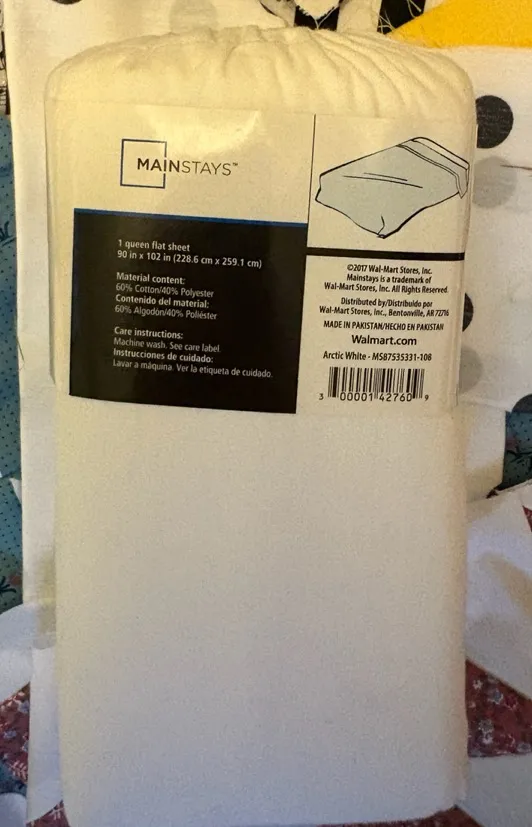 MAINSTAYS™
1 queen flat sheet
90 in x 102 in (228.6 cm x 259.1 cm)
Material content:
60% Cotton/40% Polyester
Contenido del material:
60% Algodón/40% Poliéster
Care instructions:
Machine wash. See care label
Instrucciones de cuidado:
Lavar a máquina. Ver la etiqueta de cuidado.
©2017 Wal-Mart Stores, Inc.
Mainstays is a trademark of
Wal-Mart Stores, Inc. All Rights Reserved.
Distributed by/Distribuido por
Wal-Mart Stores, Inc., Bentonville, AR 72716
MADE IN PAKISTAN/HECHO EN PAKISTAN
Walmart.com
Arctic White - MS87535331-108
3 00001 42760 9